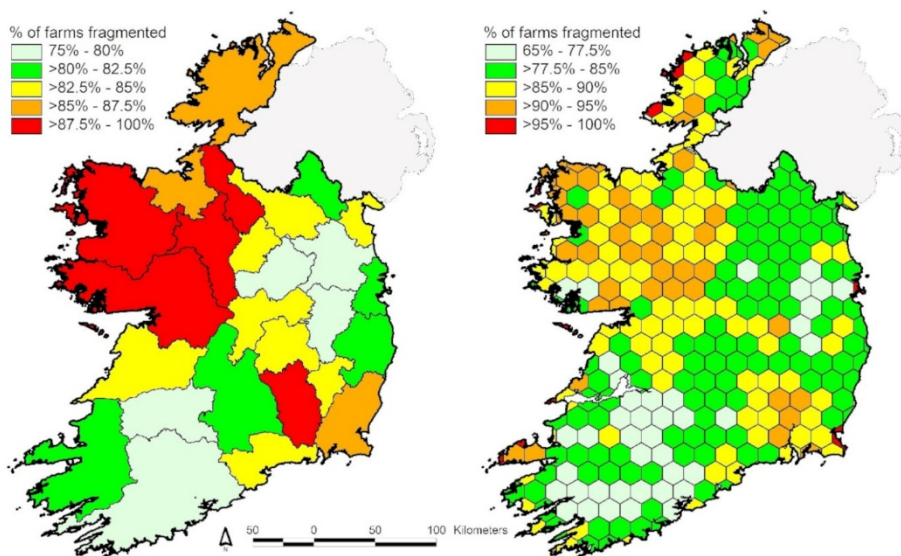 % of farms fragmented
75% - 80%
>80% - 82.5%
>82.5% - 85%
>85% - 87.5%
>87.5% - 100%
% of farms fragmented
65% - 77.5%
>77.5% - 85%
>85% - 90%
>90% - 95%
>95% - 100%
N
50 0 50 100 Kilometers